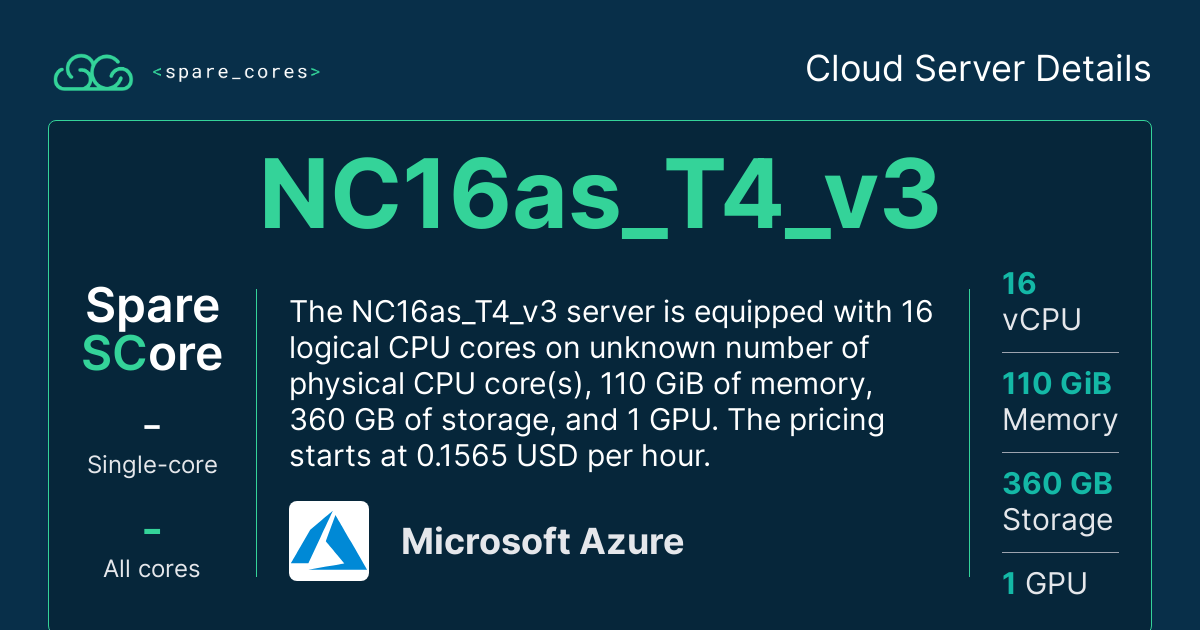 <spare_cores>
Cloud Server Details
NC16as_T4_v3
Spare
SCore
–
Single-core
–
All cores
The NC16as_T4_v3 server is equipped with 16
logical CPU cores on unknown number of
physical CPU core(s), 110 GiB of memory,
360 GB of storage, and 1 GPU. The pricing
starts at 0.1565 USD per hour.
Microsoft Azure
16
vCPU
110 GiB
Memory
360 GB
Storage
1 GPU